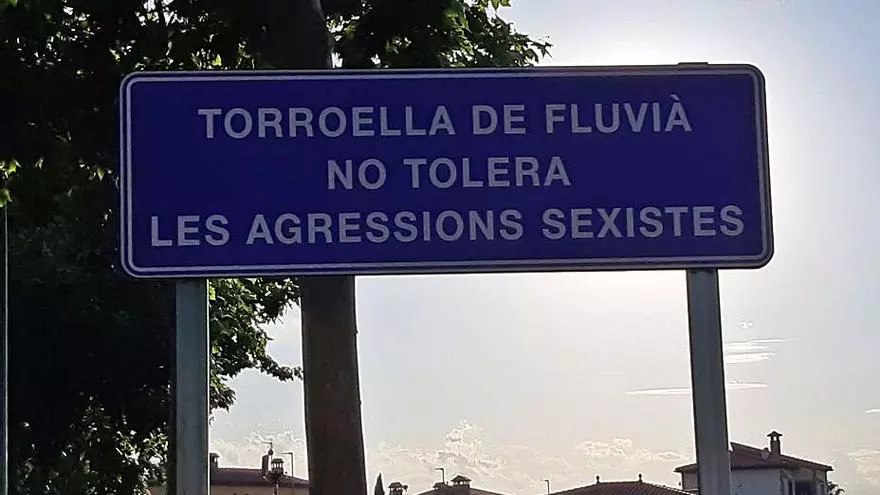 TORROELLA DE FLUVIÀ
NO TOLERA
LES AGRESSIONS SEXISTES